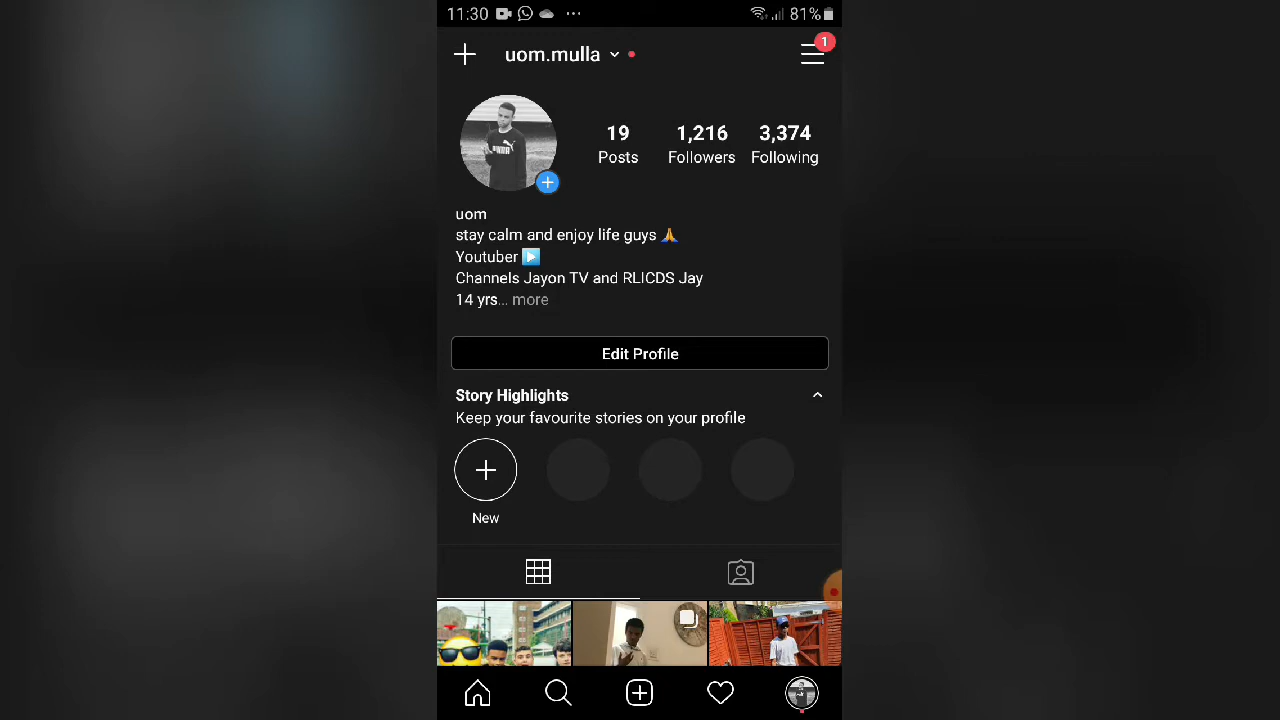 11:30 81%
1
uom.mulla
19 1,216 3,374
Posts Followers Following
uom
stay calm and enjoy life guys 🙏
Youtuber ▶️
Channels Jayon TV and RLICDS Jay
14 yrs... more
Edit Profile
Story Highlights
Keep your favourite stories on your profile
New